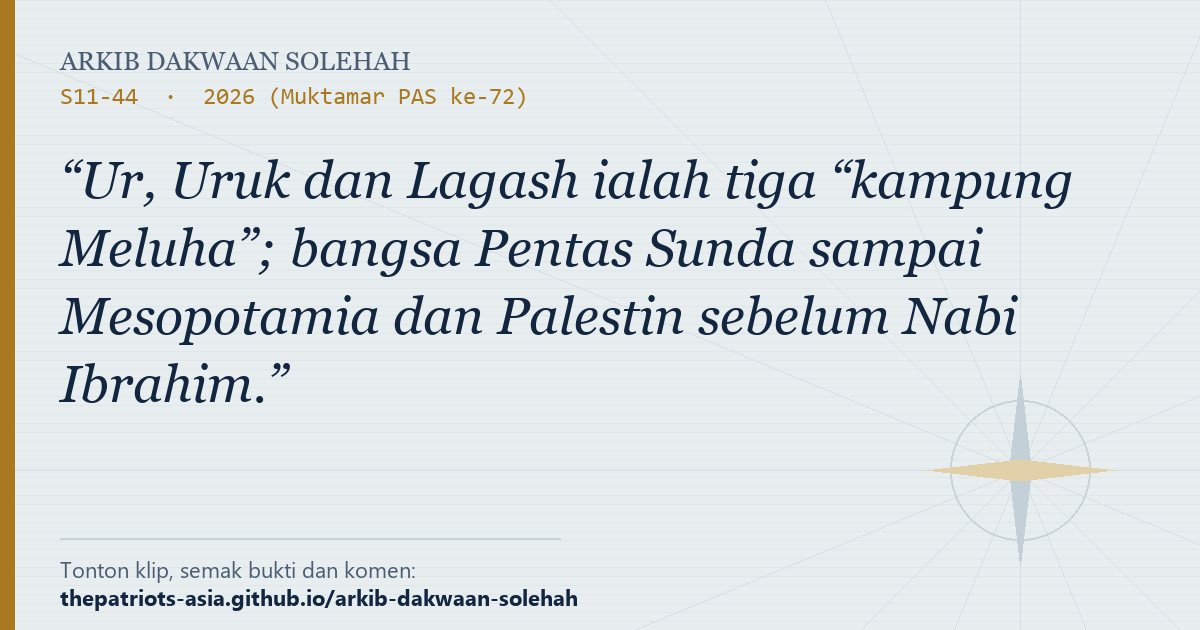 ARKIB DAKWAAN SOLEHAH
S11-44 · 2026 (Muktamar PAS ke-72)
“Ur, Uruk dan Lagash ialah tiga “kampung
Meluha”; bangsa Pentas Sunda sampai
Mesopotamia dan Palestin sebelum Nabi
Ibrahim.”
Tonton klip, semak bukti dan komen:
thepatriots-asia.github.io/arkib-dakwaan-solehah